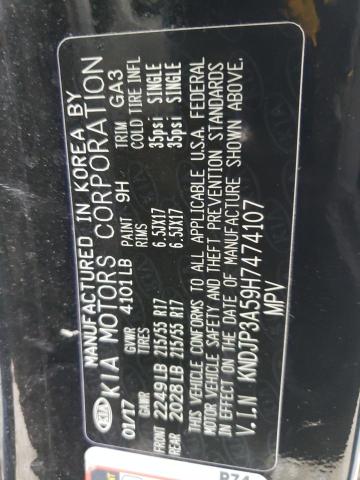 MANUFACTURED IN KOREA BY
KIA KIA MOTORS CORPORATION
01/17 GVWR 4101LB PAINT 9H TRIM GA3
GAWR TIRES RIMS COLD TIRE INFL
FRONT 2249LB 215/55 R17 6.5JX17 35psi SINGLE
REAR 2028LB 215/55 R17 6.5JX17 35psi SINGLE
THIS VEHICLE CONFORMS TO ALL APPLICABLE U.S.A. FEDERAL
MOTOR VEHICLE SAFETY AND THEFT PREVENTION STANDARDS
IN EFFECT ON THE DATE OF MANUFACTURE SHOWN ABOVE.
V.I.N KNDJP3A59H7474107
MPV